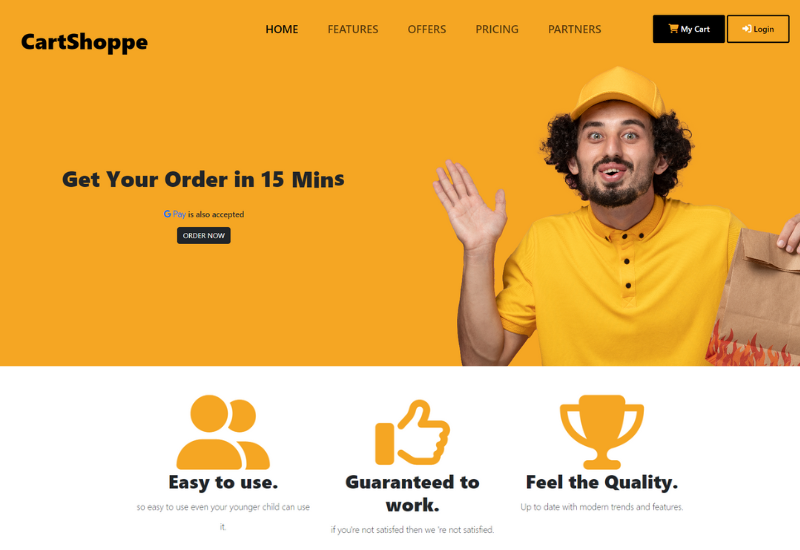 CartShoppe
HOME FEATURES OFFERS PRICING PARTNERS
My Cart
Login
Get Your Order in 15 Mins
G Pay is also accepted
ORDER NOW
Easy to use.
so easy to use even your younger child can use
it.
Guaranteed to
work.
if you're not satisfed then we 're not satisfied.
Feel the Quality.
Up to date with modern trends and features.